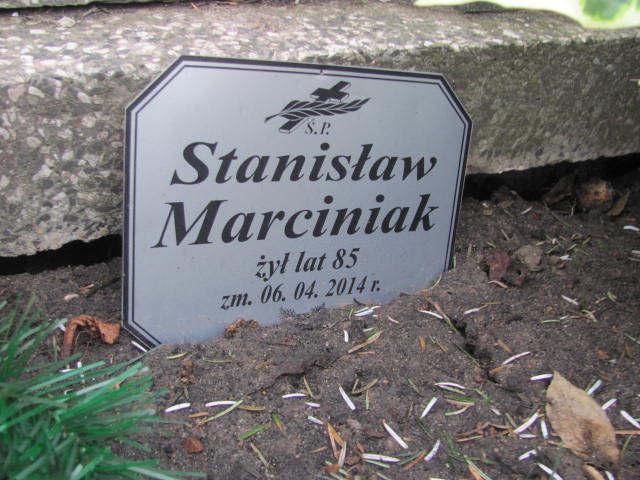 Ś.P.
Stanisław
Marciniak
żył lat 85
zm. 06. 04. 2014 r.